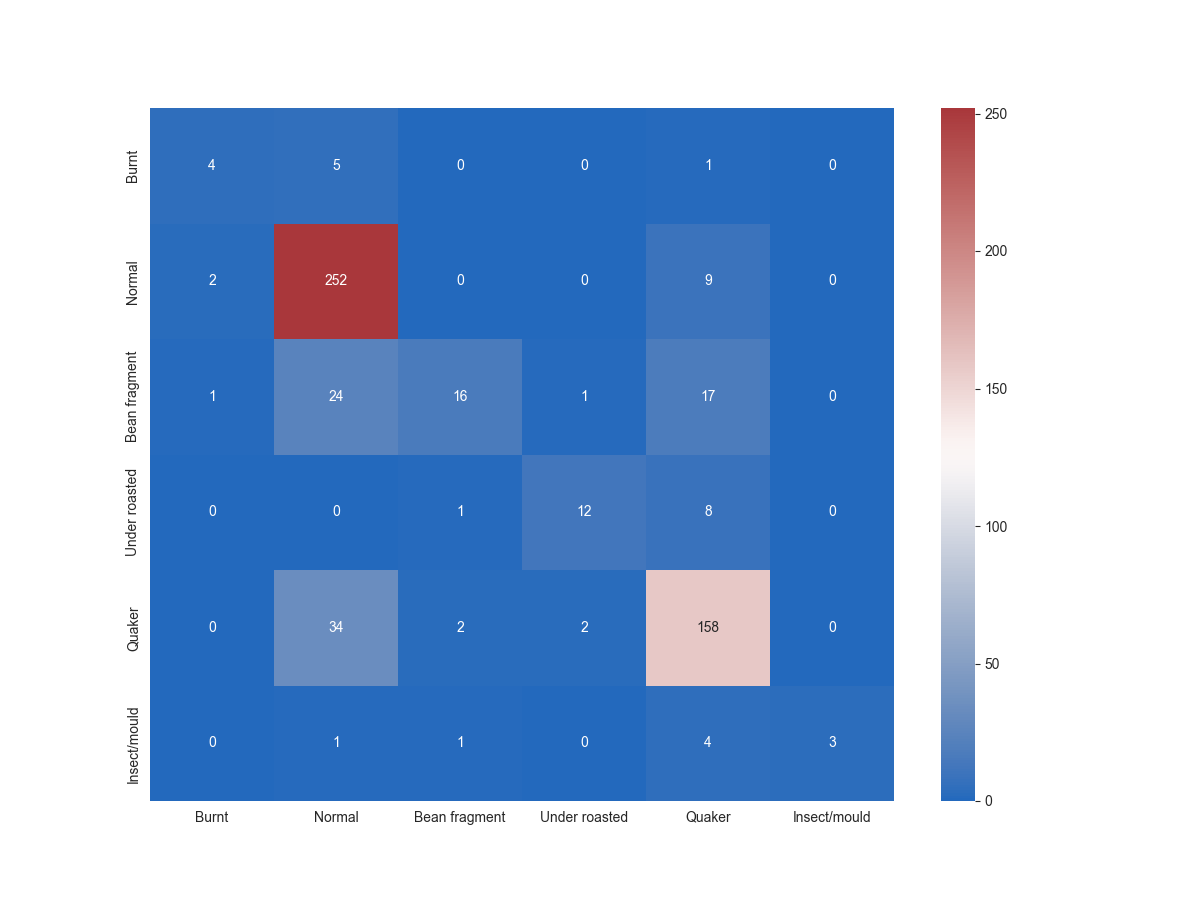 250
Burnt 4 5 0 0 1 0
200
Normal 2 252 0 0 9 0
150
Bean fragment 1 24 16 1 17 0
100
Under roasted 0 0 1 12 8 0
Quaker 0 34 2 2 158 0
50
Insect/mould 0 1 1 0 4 3
0
Burnt Normal Bean fragment Under roasted Quaker Insect/mould